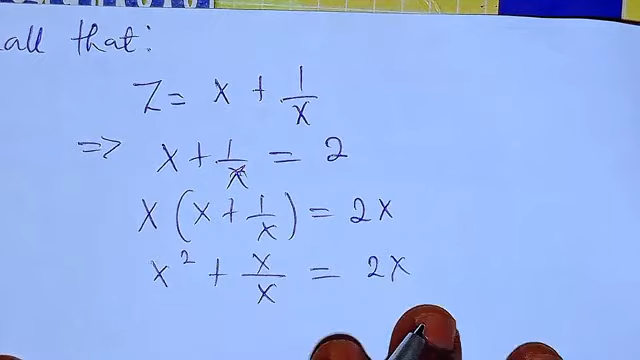 all that:
Z = x + 1/x
=> x + 1/x = 2
x(x + 1/x) = 2x
x² + x/x = 2x